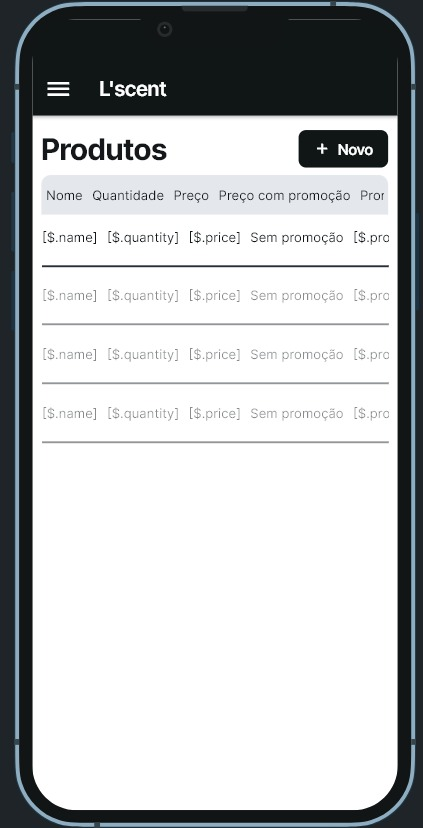 L'scent
Produtos
+ Novo
Nome Quantidade Preço Preço com promoção Pror
[$.name] [$.quantity] [$.price] Sem promoção [$.pro
[$.name] [$.quantity] [$.price] Sem promoção [$.pro
[$.name] [$.quantity] [$.price] Sem promoção [$.pro
[$.name] [$.quantity] [$.price] Sem promoção [$.pro